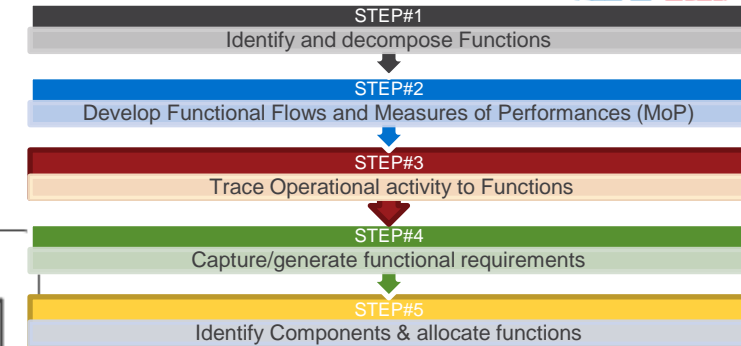 STEP#1
Identify and decompose Functions
STEP#2
Develop Functional Flows and Measures of Performances (MoP)
STEP#3
Trace Operational activity to Functions
STEP#4
Capture/generate functional requirements
STEP#5
Identify Components & allocate functions